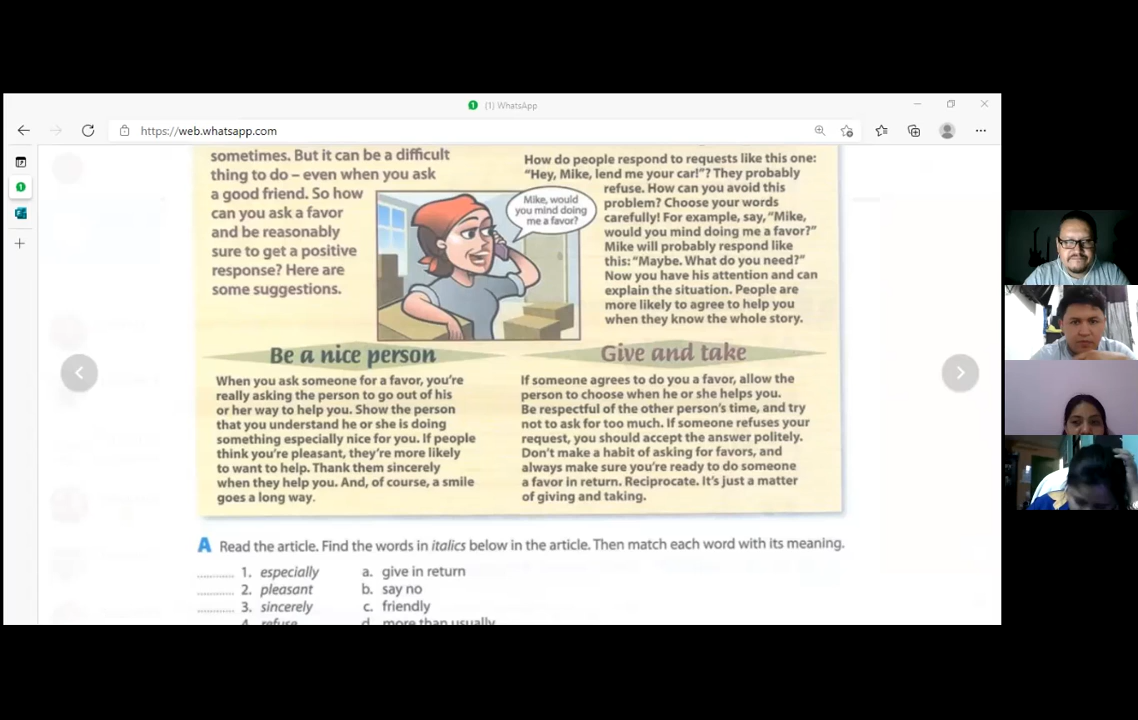 (1) WhatsApp
https://web.whatsapp.com
sometimes. But it can be a difficult
thing to do – even when you ask
a good friend. So how
can you ask a favor
and be reasonably
sure to get a positive
response? Here are
some suggestions.
Mike, would
you mind doing
me a favor?
How do people respond to requests like this one:
“Hey, Mike, lend me your car!”? They probably
refuse. How can you avoid this
problem? Choose your words
carefully! For example, say, “Mike,
would you mind doing me a favor?”
Mike will probably respond like
this: “Maybe. What do you need?”
Now you have his attention and can
explain the situation. People are
more likely to agree to help you
when they know the whole story.
Be a nice person
When you ask someone for a favor, you’re
really asking the person to go out of his
or her way to help you. Show the person
that you understand he or she is doing
something especially nice for you. If people
think you’re pleasant, they’re more likely
to want to help. Thank them sincerely
when they help you. And, of course, a smile
goes a long way.
Give and take
If someone agrees to do you a favor, allow the
person to choose when he or she helps you.
Be respectful of the other person’s time, and try
not to ask for too much. If someone refuses your
request, you should accept the answer politely.
Don’t make a habit of asking for favors, and
always make sure you’re ready to do someone
a favor in return. Reciprocate. It’s just a matter
of giving and taking.
A Read the article. Find the words in italics below in the article. Then match each word with its meaning.
1. especially a. give in return
2. pleasant b. say no
3. sincerely c. friendly
4. refuse d. more than usually